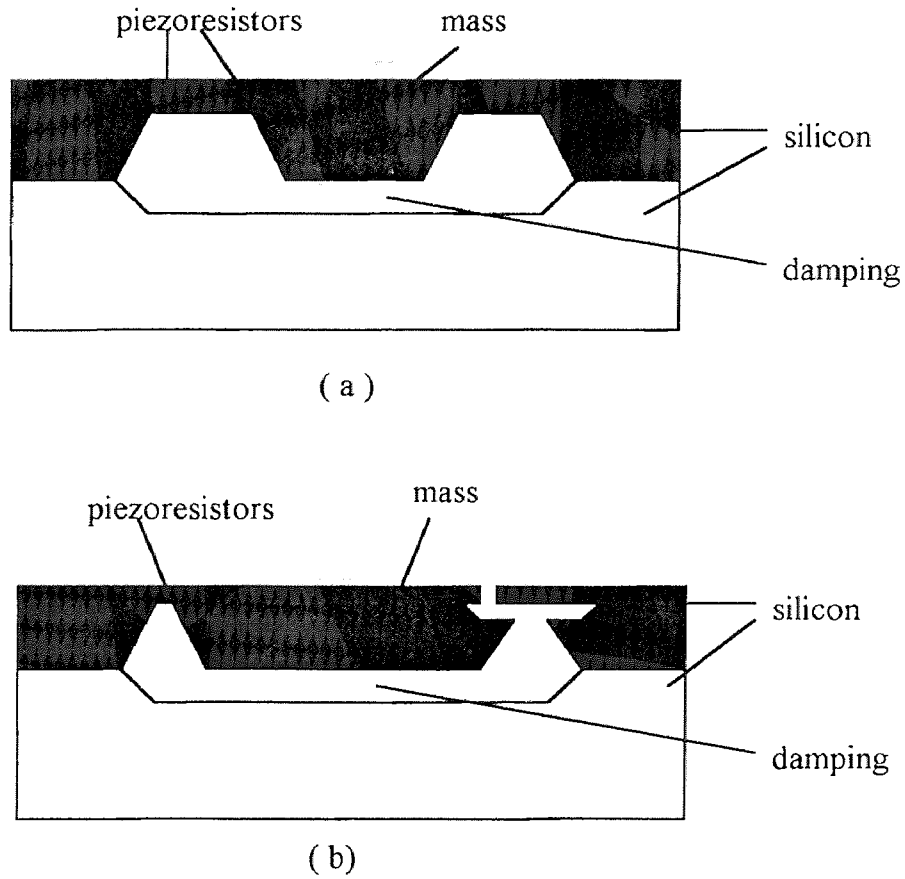 piezoresistors
mass
silicon
damping
( a )
piezoresistors
mass
silicon
damping
( b)